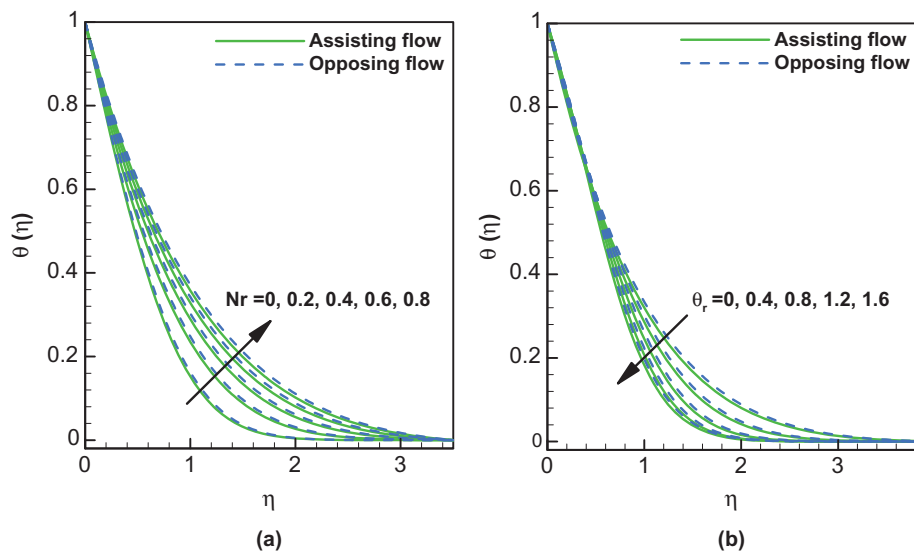 1
0.8
0.6
0.4
0.2
0
θ (η)
Assisting flow
Opposing flow
Nr =0, 0.2, 0.4, 0.6, 0.8
0 1 2 3
η
(a)
1
0.8
0.6
0.4
0.2
0
θ (η)
Assisting flow
Opposing flow
θr =0, 0.4, 0.8, 1.2, 1.6
0 1 2 3
η
(b)